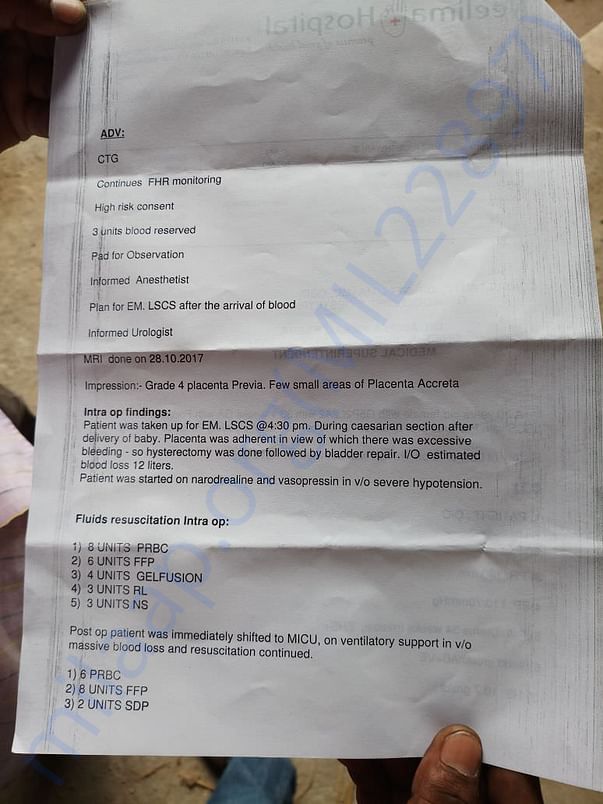 Neelima Hospital
ADV:
CTG
Continues FHR monitoring
High risk consent
3 units blood reserved
Pad for Observation
Informed Anesthetist
Plan for EM. LSCS after the arrival of blood
Informed Urologist
MRI done on 28.10.2017
MEDICAL SUPERINTENDENT
Impression:- Grade 4 placenta Previa. Few small areas of Placenta Accreta
Intra op findings:
Patient was taken up for EM. LSCS @4:30 pm. During caesarian section after
delivery of baby. Placenta was adherent in view of which there was excessive
bleeding - so hysterectomy was done followed by bladder repair. I/O estimated
blood loss 12 liters.
Patient was started on narodrealine and vasopressin in v/o severe hypotension.
Fluids resuscitation Intra op:
1) 8 UNITS PRBC
2) 6 UNITS FFP
3) 4 UNITS GELFUSION
4) 3 UNITS RL
5) 3 UNITS NS
Post op patient was immediately shifted to MICU, on ventilatory support in v/o
massive blood loss and resuscitation continued.
1) 6 PRBC
2) 8 UNITS FFP
3) 2 UNITS SDP